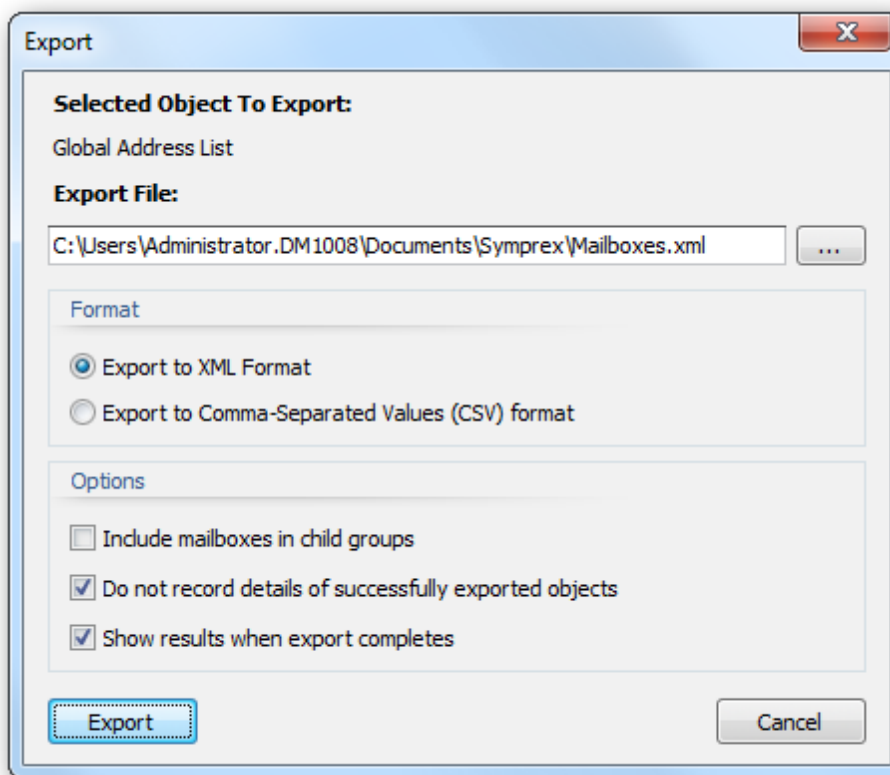 Export
Selected Object To Export:
Global Address List
Export File:
C:\Users\Administrator.DM1008\Documents\Symprex\Mailboxes.xml
...
Format
Export to XML Format
Export to Comma-Separated Values (CSV) format
Options
Include mailboxes in child groups
Do not record details of successfully exported objects
Show results when export completes
Export
Cancel